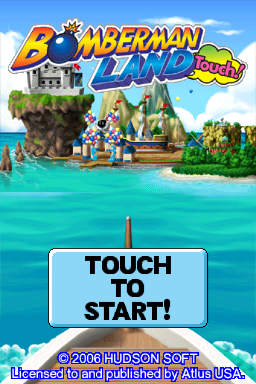 BOMBERMAN
LAND Touch!
TOUCH
TO
START!
© 2006 HUDSON SOFT
Licensed to and published by Atlus USA.